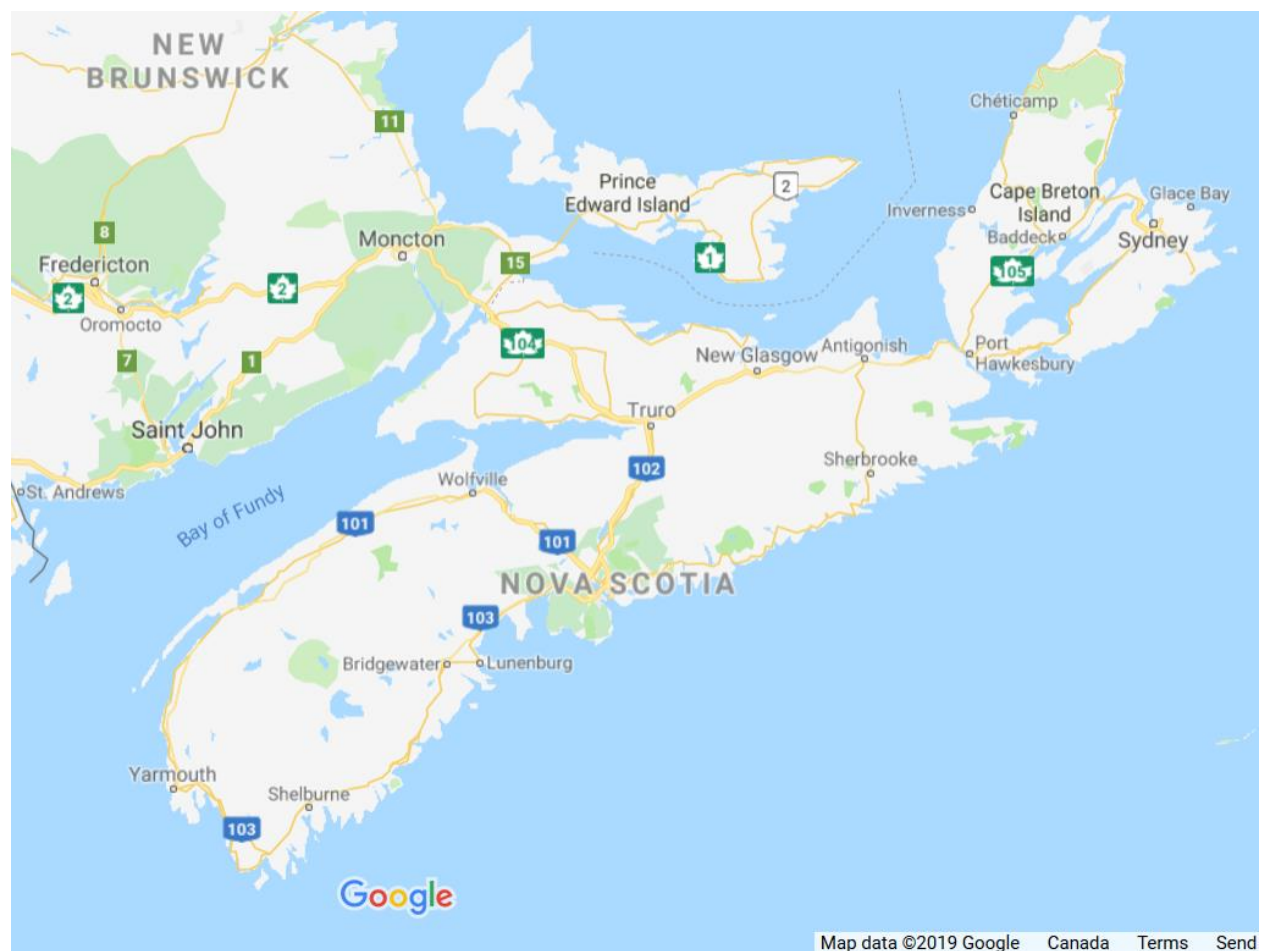 NEW
BRUNSWICK
11
Chéticamp
Prince
Edward Island
2
Cape Breton
Island
Glace Bay
Inverness
Baddeck
Sydney
8
Moncton
15
1
105
Fredericton
2
2
Oromocto
104
7
1
New Glasgow
Antigonish
Port
Hawkesbury
Truro
Saint John
102
Sherbrooke
Wolfville
St. Andrews
Bay of Fundy
101
101
NOVA SCOTIA
103
Bridgewater
Lunenburg
Yarmouth
Shelburne
103
Google
Map data ©2019 Google Canada Terms Send